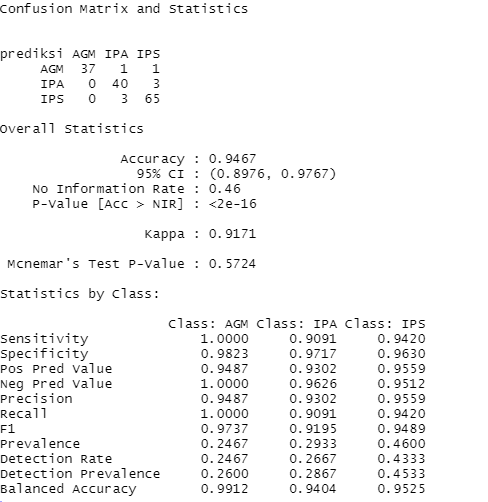 Confusion Matrix and Statistics
prediksi AGM IPA IPS
AGM 37 1 1
IPA 0 40 3
IPS 0 3 65
Overall Statistics
Accuracy : 0.9467
95% CI : (0.8976, 0.9767)
No Information Rate : 0.46
P-Value [Acc > NIR] : <2e-16
Kappa : 0.9171
Mcnemar's Test P-Value : 0.5724
Statistics by Class:
Class: AGM Class: IPA Class: IPS
Sensitivity 1.0000 0.9091 0.9420
Specificity 0.9823 0.9717 0.9630
Pos Pred Value 0.9487 0.9302 0.9559
Neg Pred Value 1.0000 0.9626 0.9512
Precision 0.9487 0.9302 0.9559
Recall 1.0000 0.9091 0.9420
F1 0.9737 0.9195 0.9489
Prevalence 0.2467 0.2933 0.4600
Detection Rate 0.2467 0.2667 0.4333
Detection Prevalence 0.2600 0.2867 0.4533
Balanced Accuracy 0.9912 0.9404 0.9525